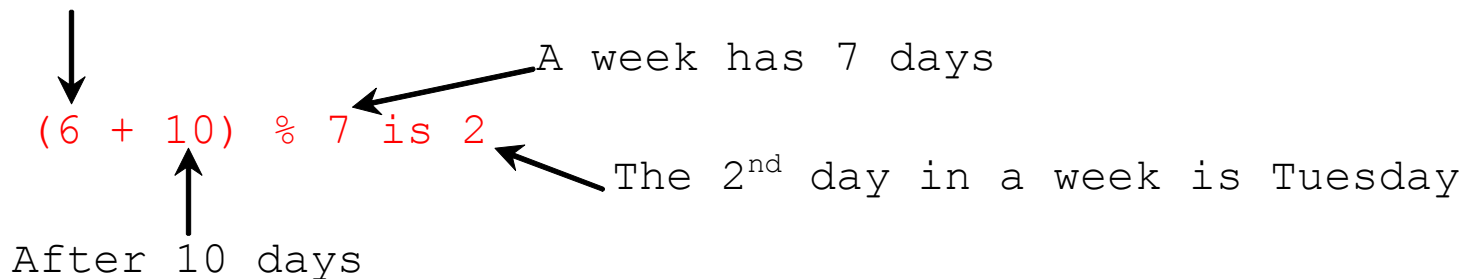 A week has 7 days
(6 + 10) % 7 is 2
The 2nd day in a week is Tuesday
After 10 days